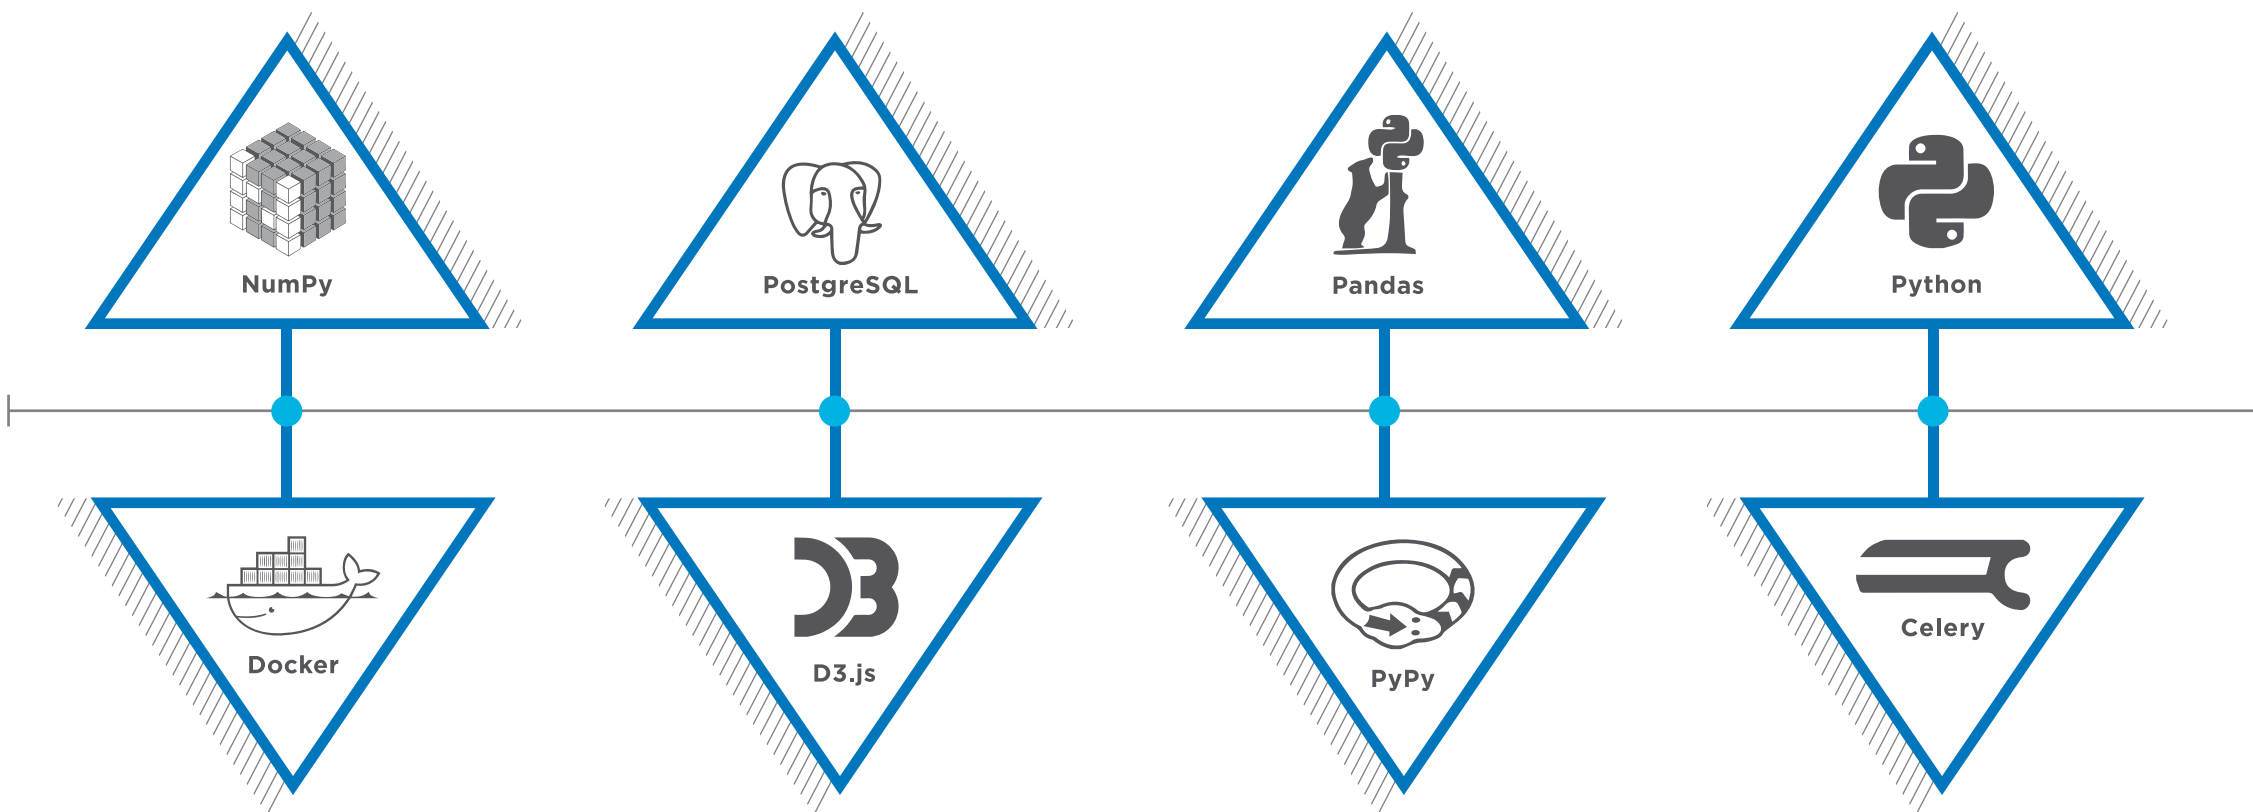 NumPy
PostgreSQL
Pandas
Python
Docker
D3.js
PyPy
Celery